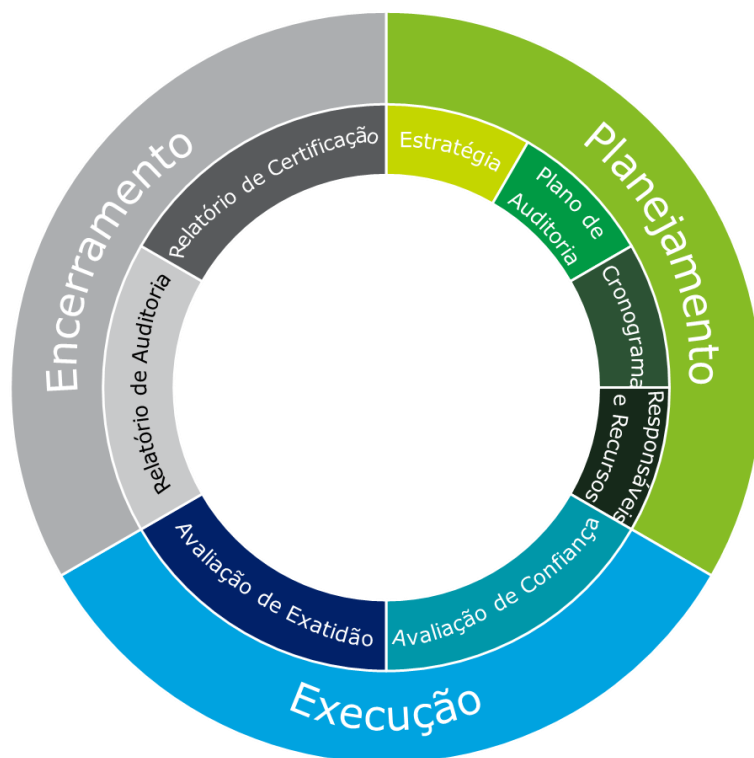 Planejamento
Estratégia
Plano de
Auditoria
Cronograma
Responsáveis
e Recursos
Execução
Avaliação de Confiança
Avaliação de Exatidão
Encerramento
Relatório de Auditoria
Relatório de Certificação